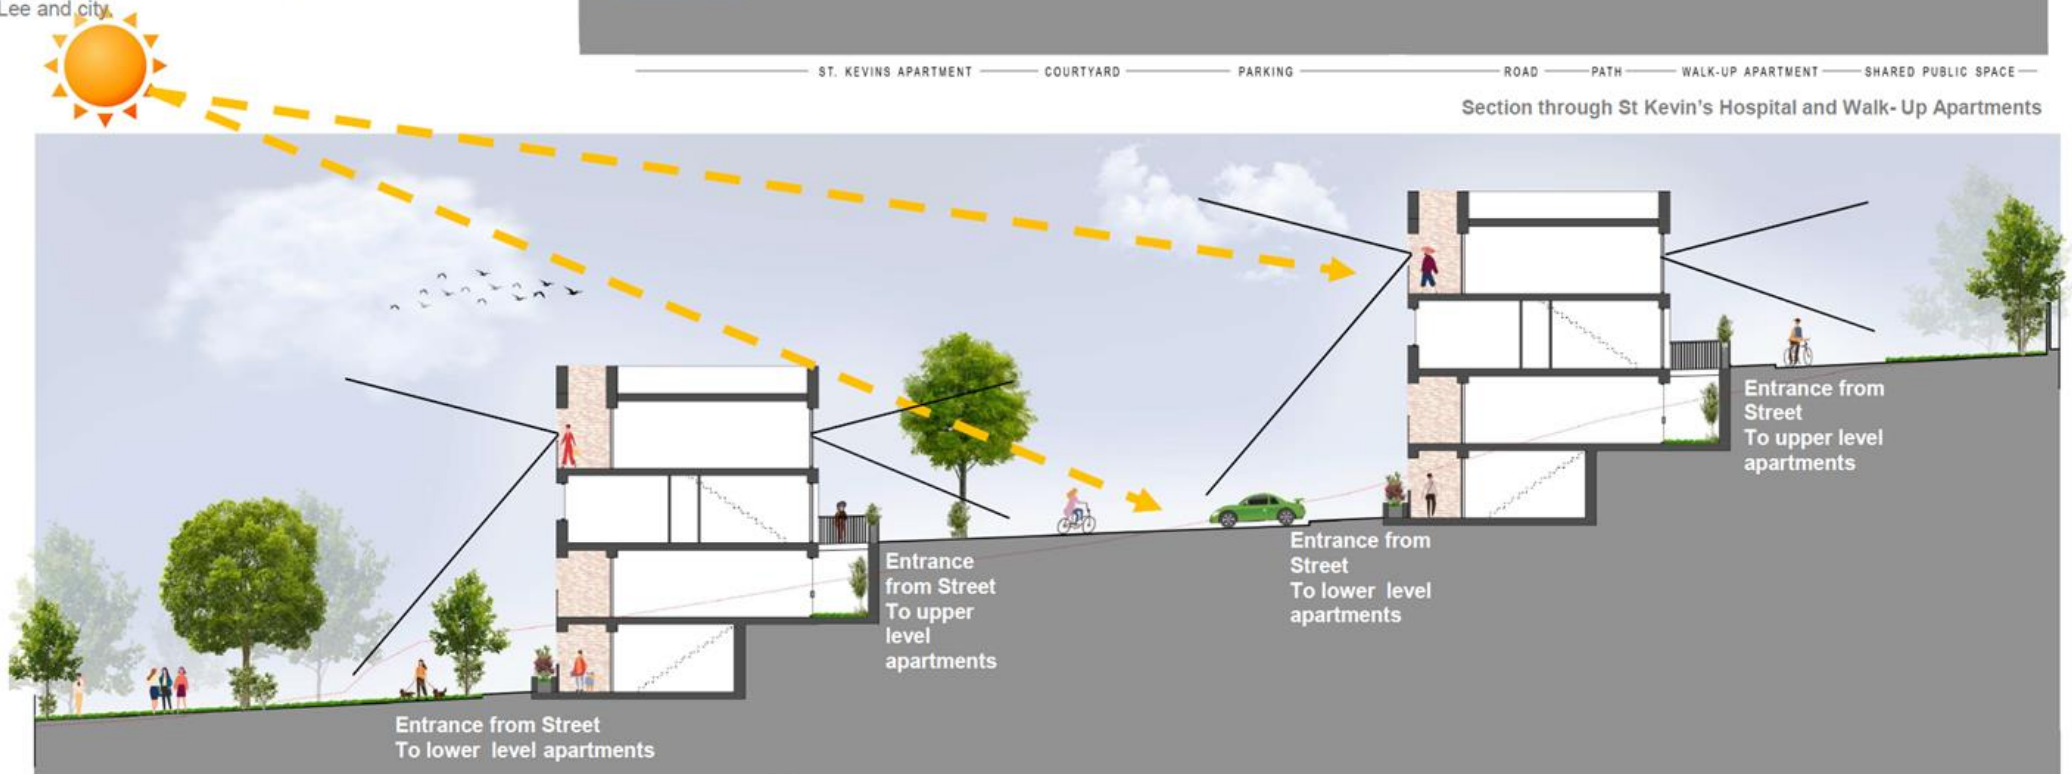 Lee and city.
ST. KEVINS APARTMENT COURTYARD PARKING ROAD PATH WALK-UP APARTMENT SHARED PUBLIC SPACE
Section through St Kevin's Hospital and Walk- Up Apartments
Entrance from
Street
To upper level
apartments
Entrance from
Street
To lower level
apartments
Entrance
from Street
To upper
level
apartments
Entrance from Street
To lower level apartments